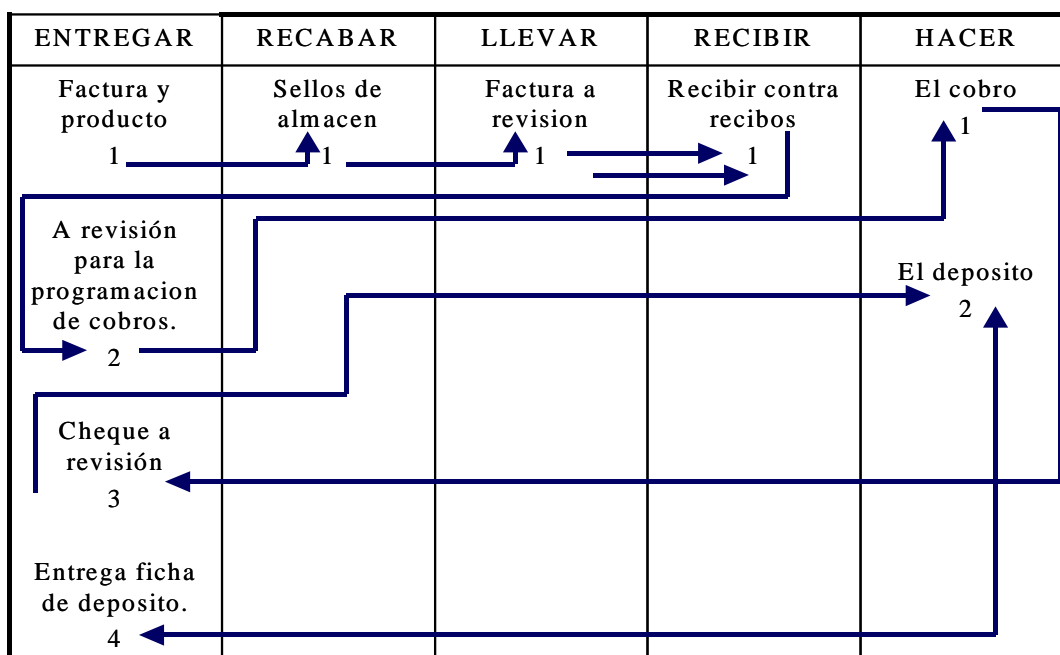 ENTREGAR RECABAR LLEVAR RECIBIR HACER
Factura y
producto
1
Sellos de
almacen
1
Factura a
revision
1
Recibir contra
recibos
1
El cobro
1
A revisión
para la
programacion
de cobros.
2
El deposito
2
Cheque a
revisión
3
Entrega ficha
de deposito.
4